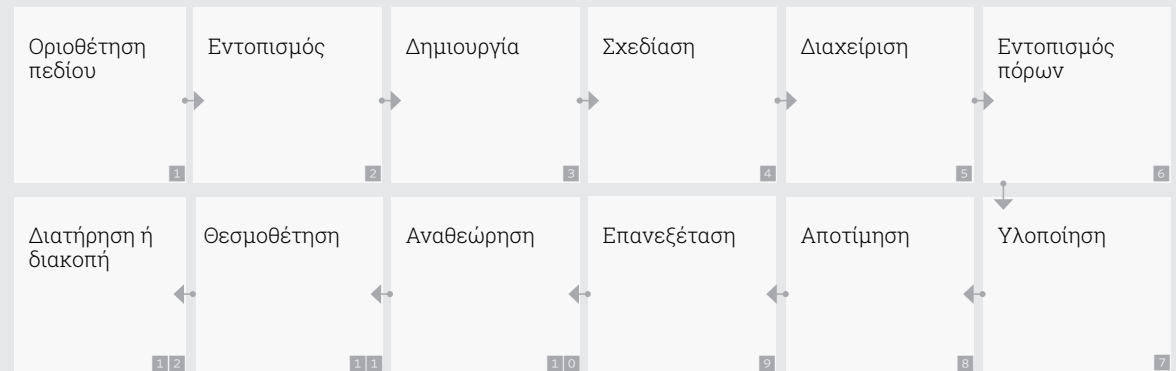 Οριοθέτηση
πεδίου
1
Εντοπισμός
2
Δημιουργία
3
Σχεδίαση
4
Διαχείριση
5
Εντοπισμός
πόρων
6
Υλοποίηση
7
Αποτίμηση
8
Επανεξέταση
9
Αναθεώρηση
10
Θεσμοθέτηση
11
Διατήρηση ή
διακοπή
12